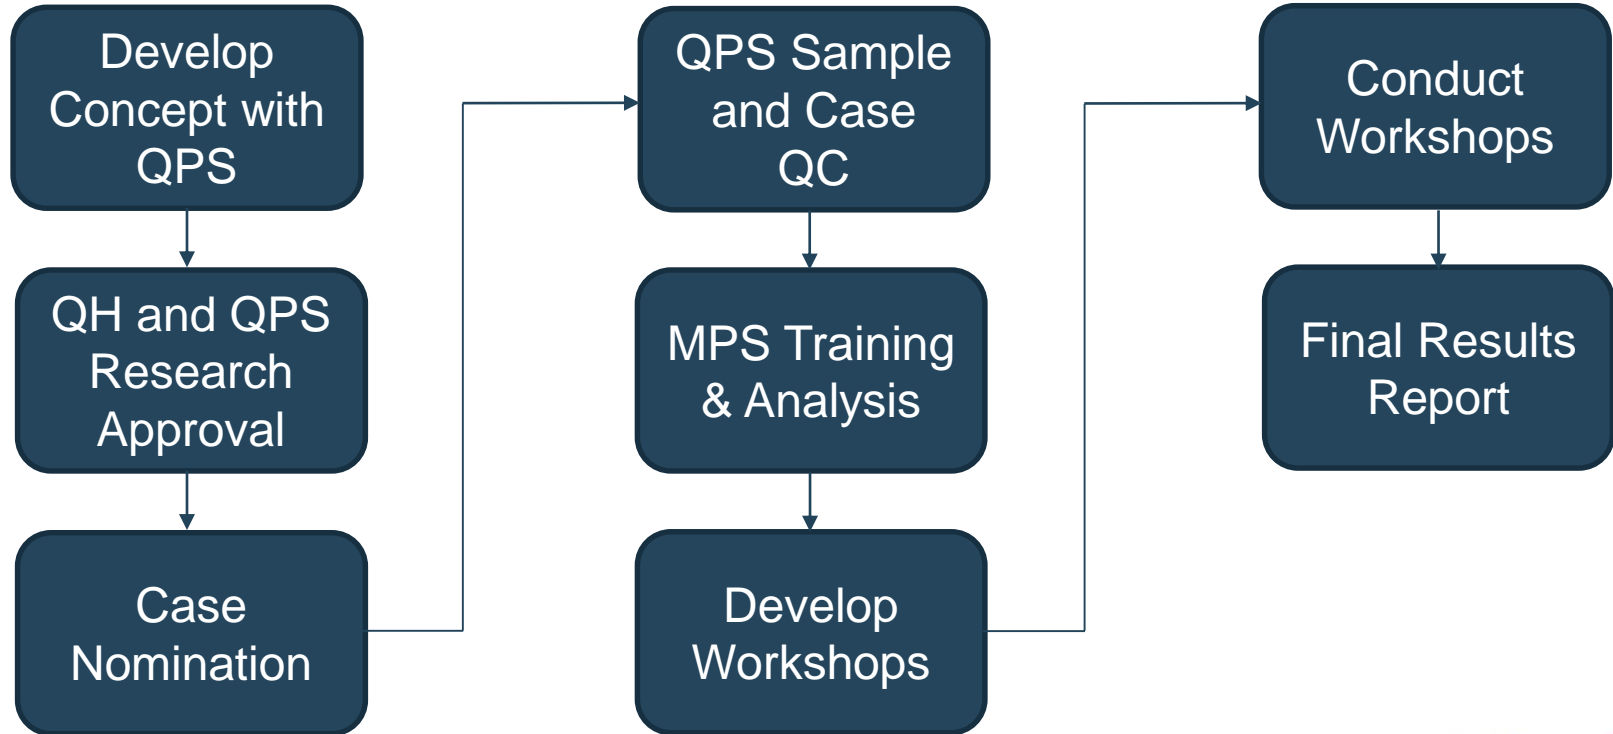 Develop
Concept with
QPS
QH and QPS
Research
Approval
Case
Nomination
QPS Sample
and Case
QC
MPS Training
& Analysis
Develop
Workshops
Conduct
Workshops
Final Results
Report